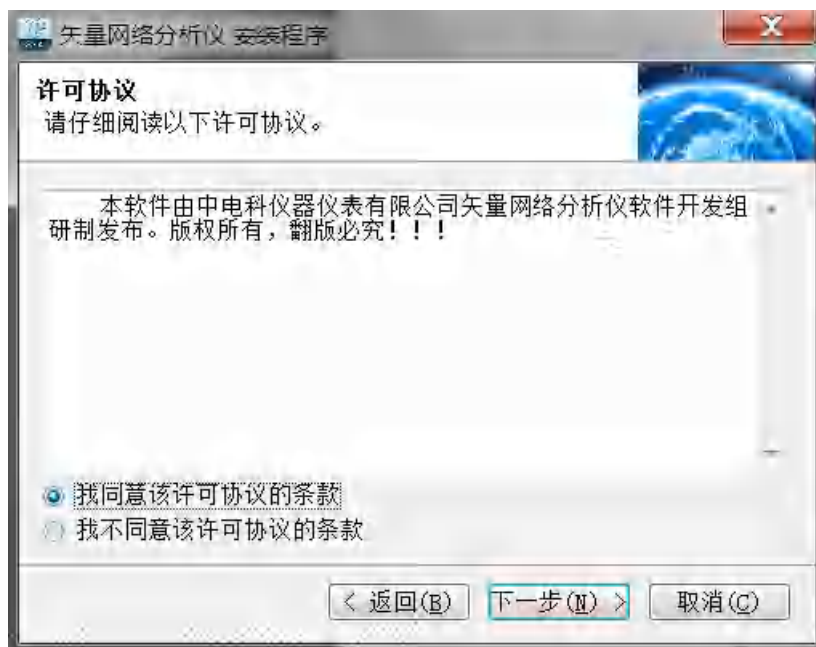 矢量网络分析仪 安装程序
X
许可协议
请仔细阅读以下许可协议。
本软件由中电科仪器仪表有限公司矢量网络分析仪软件开发组
研制发布。版权所有，翻版必究！！！
我同意该许可协议的条款
我不同意该许可协议的条款
< 返回(B) 下一步(N) > 取消(C)